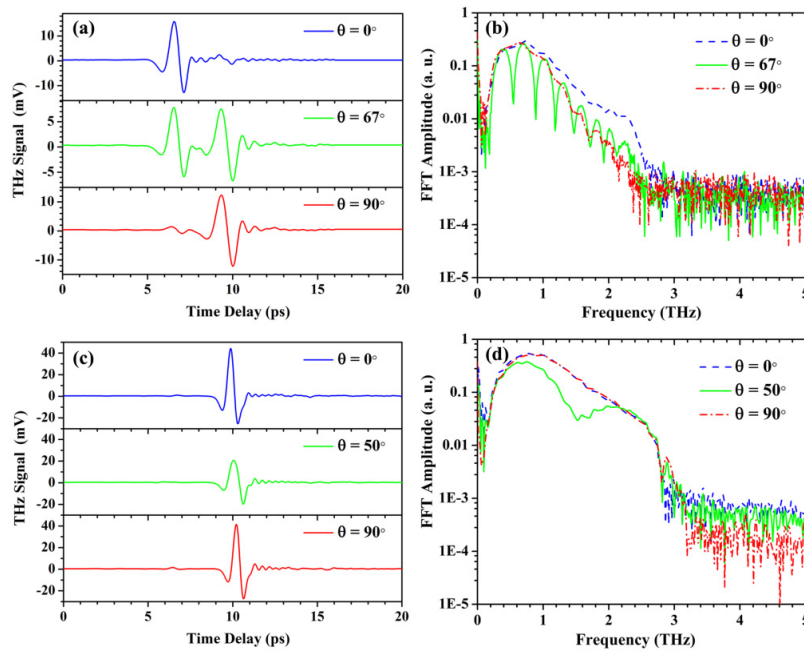 (a)
θ = 0°
10
0
-10
θ = 67°
5
0
-5
θ = 90°
10
0
-10
0 5 10 15 20
Time Delay (ps)
THz Signal (mV)
(b)
θ = 0°
θ = 67°
θ = 90°
1
0.1
0.01
1E-3
1E-4
1E-5
0 1 2 3 4 5
Frequency (THz)
FFT Amplitude (a. u.)
(c)
θ = 0°
40
20
0
-20
θ = 50°
40
20
0
-20
θ = 90°
40
20
0
-20
0 5 10 15 20
Time Delay (ps)
THz Signal (mV)
(d)
θ = 0°
θ = 50°
θ = 90°
1
0.1
0.01
1E-3
1E-4
1E-5
0 1 2 3 4 5
Frequency (THz)
FFT Amplitude (a. u.)